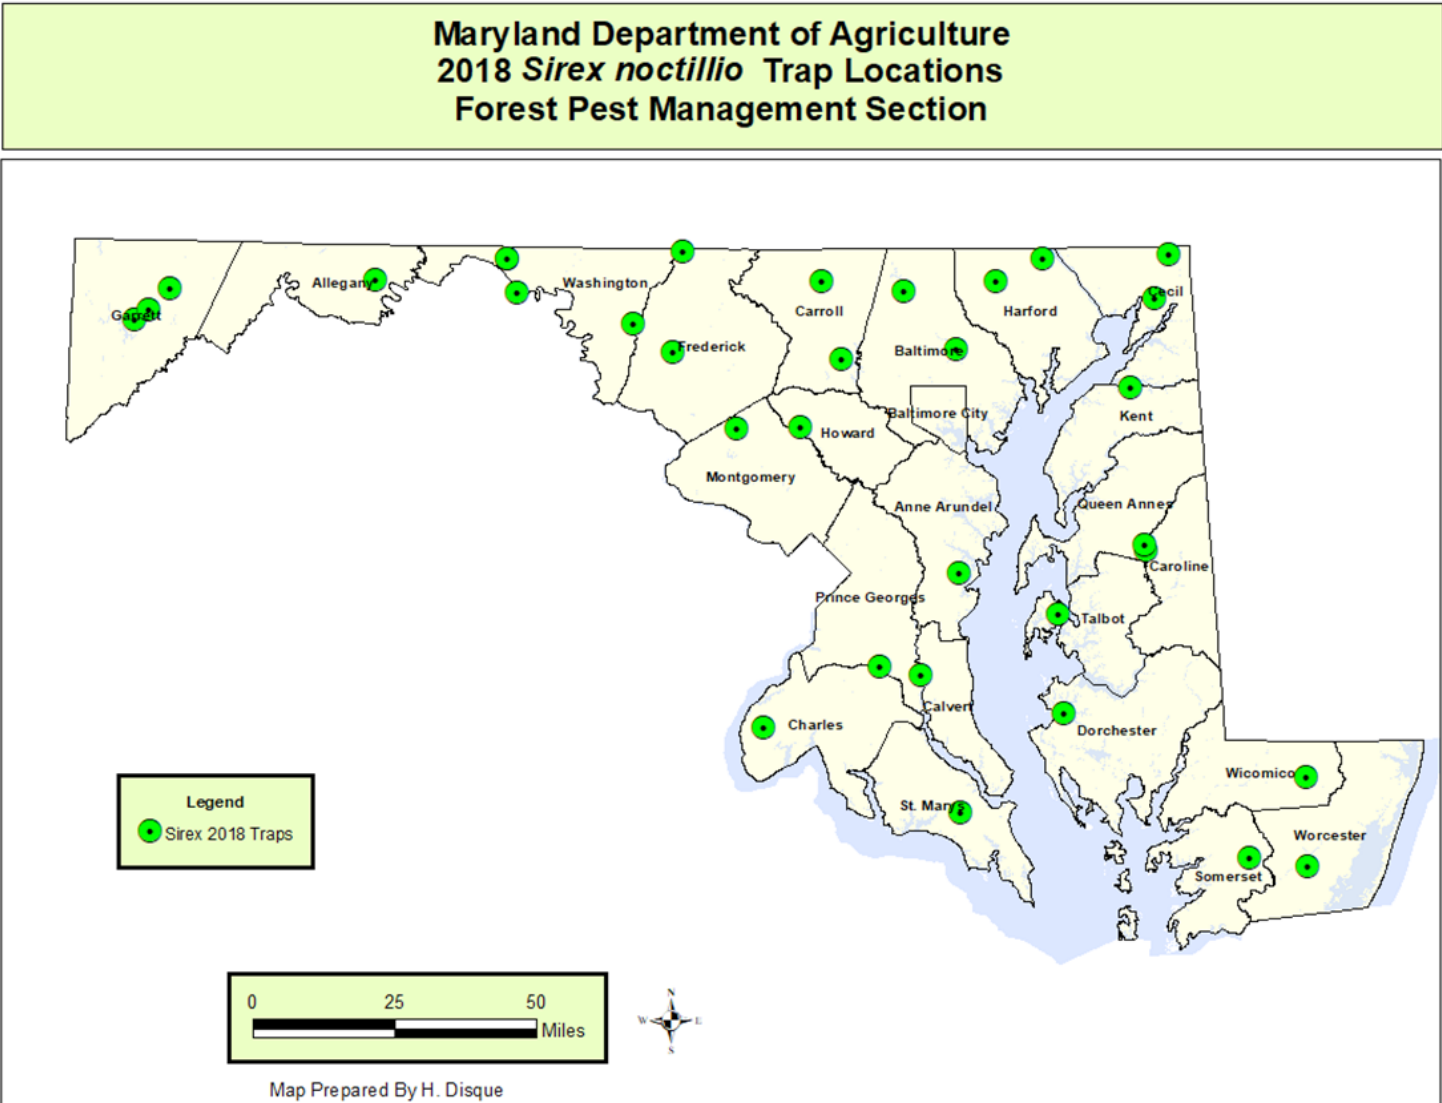 Maryland Department of Agriculture
2018 Sirex noctillio Trap Locations
Forest Pest Management Section
Garrett
Allegany
Washington
Frederick
Carroll
Baltimore
Harford
Cecil
Baltimore City
Kent
Howard
Montgomery
Anne Arundel
Queen Annes
Caroline
Prince Georges
Talbot
Calvert
Charles
Dorchester
St. Marys
Wicomico
Worcester
Somerset
Legend
Sirex 2018 Traps
0 25 50
Miles
N
W E
S
Map Prepared By H. Disque